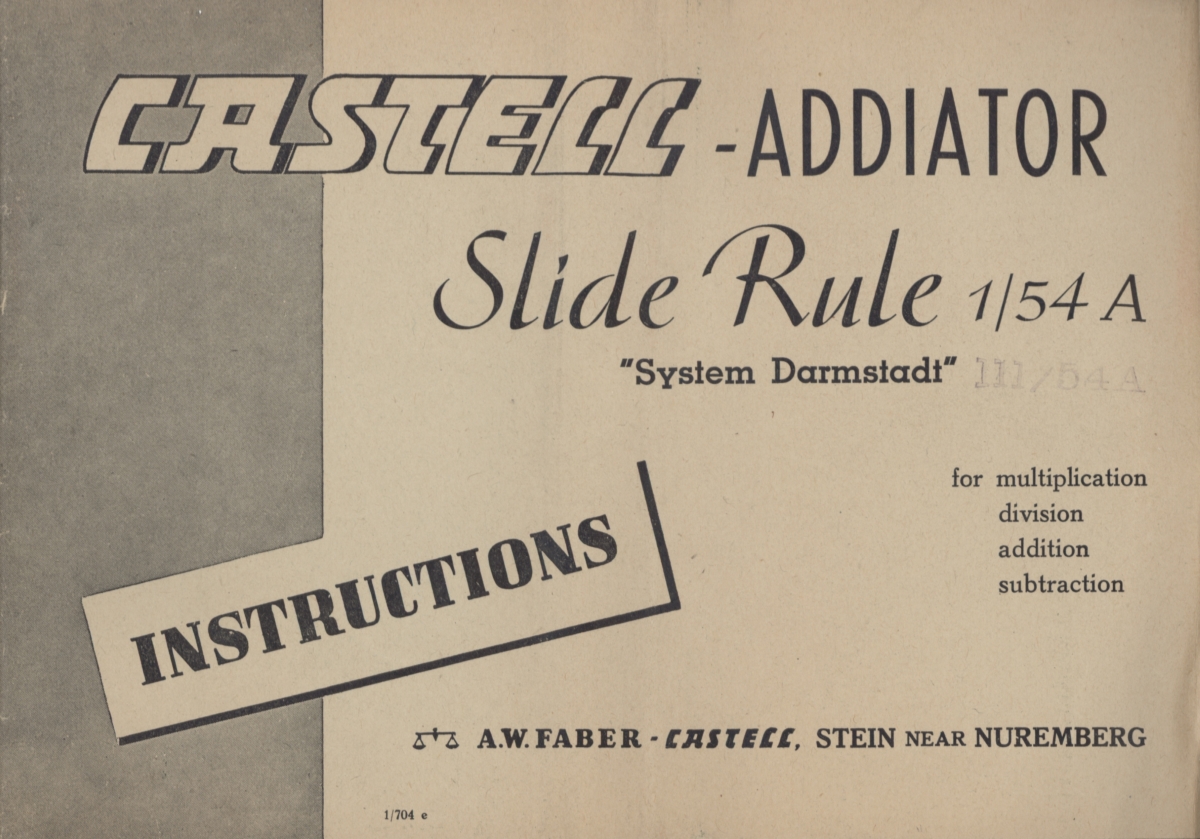 CASTELL -ADDIATOR
Slide Rule 1/54 A
"System Darmstadt" 111/54A
for multiplication
division
addition
subtraction
INSTRUCTIONS
A.W. FABER - CASTELL, STEIN NEAR NUREMBERG
1/704 e